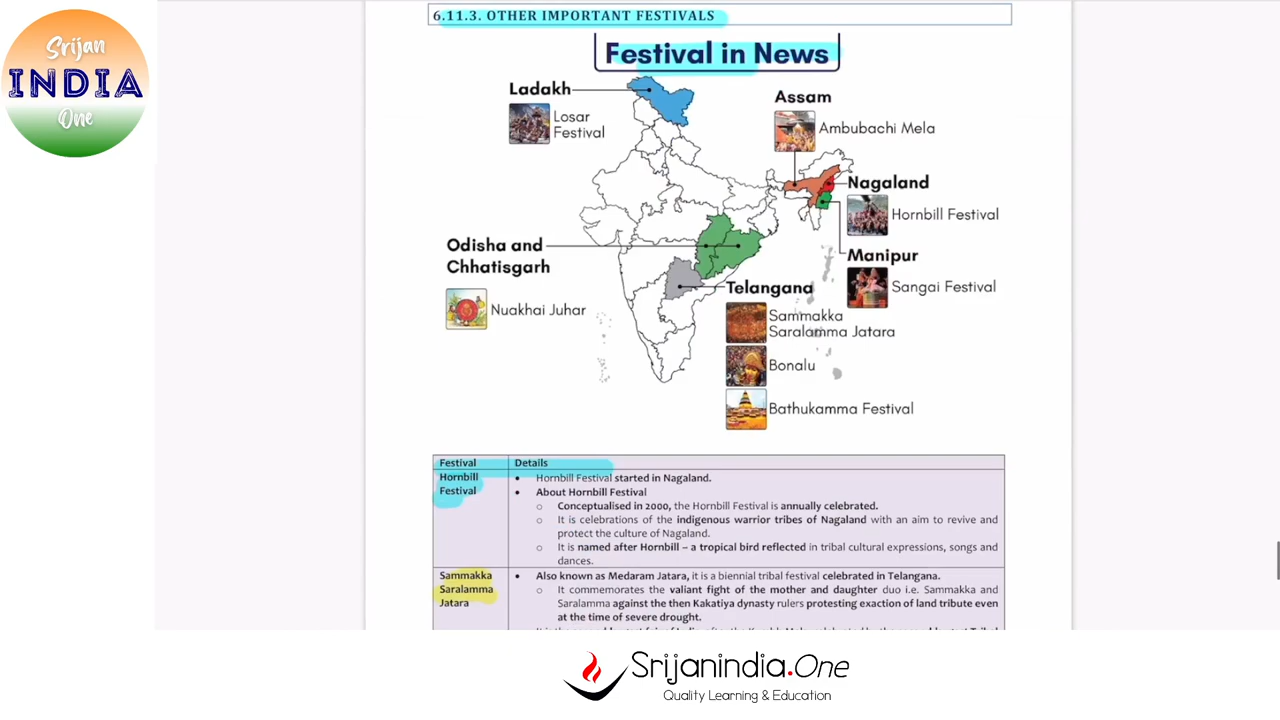 Srijan
INDIA
One
6.11.3. OTHER IMPORTANT FESTIVALS
Festival in News
Ladakh
Losar
Festival
Assam
Ambubachi Mela
Nagaland
Hornbill Festival
Manipur
Sangai Festival
Odisha and
Chhatisgarh
Nuakhai Juhar
Telangana
Sammakka
Saralamma Jatara
Bonalu
Bathukamma Festival
Festival Details
Hornbill
Festival
• Hornbill Festival started in Nagaland.
• About Hornbill Festival
o Conceptualised in 2000, the Hornbill Festival is annually celebrated.
o It is celebrations of the indigenous warrior tribes of Nagaland with an aim to revive and
protect the culture of Nagaland.
o It is named after Hornbill – a tropical bird reflected in tribal cultural expressions, songs and
dances.
Sammakka
Saralamma
Jatara
• Also known as Medaram Jatara, it is a biennial tribal festival celebrated in Telangana.
o It commemorates the valiant fight of the mother and daughter duo i.e. Sammakka and
Saralamma against the then Kakatiya dynasty rulers protesting exaction of land tribute even
at the time of severe drought.
Srijanindia.One
Quality Learning & Education